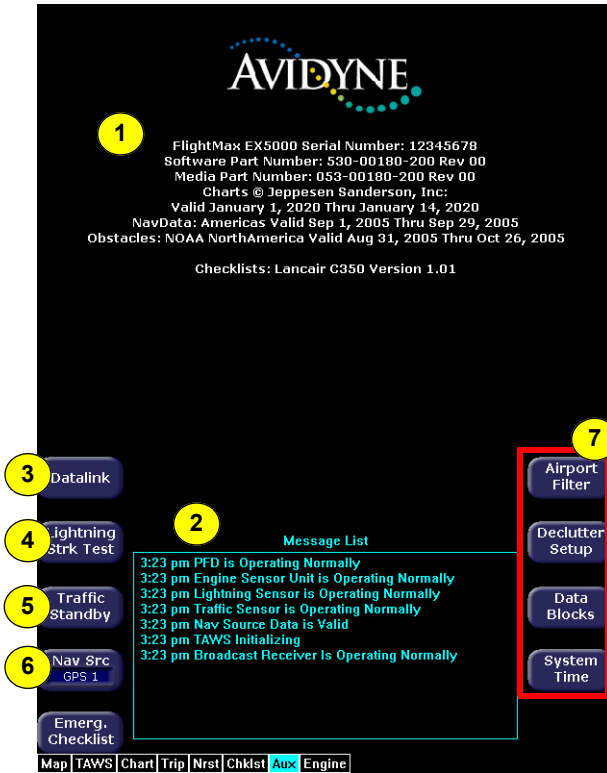 AVIDYNE
1
FlightMax EX5000 Serial Number: 12345678
Software Part Number: 530-00180-200 Rev 00
Media Part Number: 053-00180-200 Rev 00
Charts © Jeppesen Sanderson, Inc:
Valid January 1, 2020 Thru January 14, 2020
NavData: Americas Valid Sep 1, 2005 Thru Sep 29, 2005
Obstacles: NOAA NorthAmerica Valid Aug 31, 2005 Thru Oct 26, 2005
Checklists: Lancair C350 Version 1.01
7
3
Datalink
Airport
Filter
2
4
Lightning
Strk Test
Message List
Declutter
Setup
3:23 pm PFD is Operating Normally
3:23 pm Engine Sensor Unit is Operating Normally
3:23 pm Lightning Sensor is Operating Normally
3:23 pm Traffic Sensor is Operating Normally
3:23 pm Nav Source Data is Valid
3:23 pm TAWS Initializing
3:23 pm Broadcast Receiver Is Operating Normally
5
Traffic
Standby
Data
Blocks
6
Nav Src
GPS 1
System
Time
Emerg.
Checklist
Map TAWS Chart Trip Nrst Chklst Aux Engine